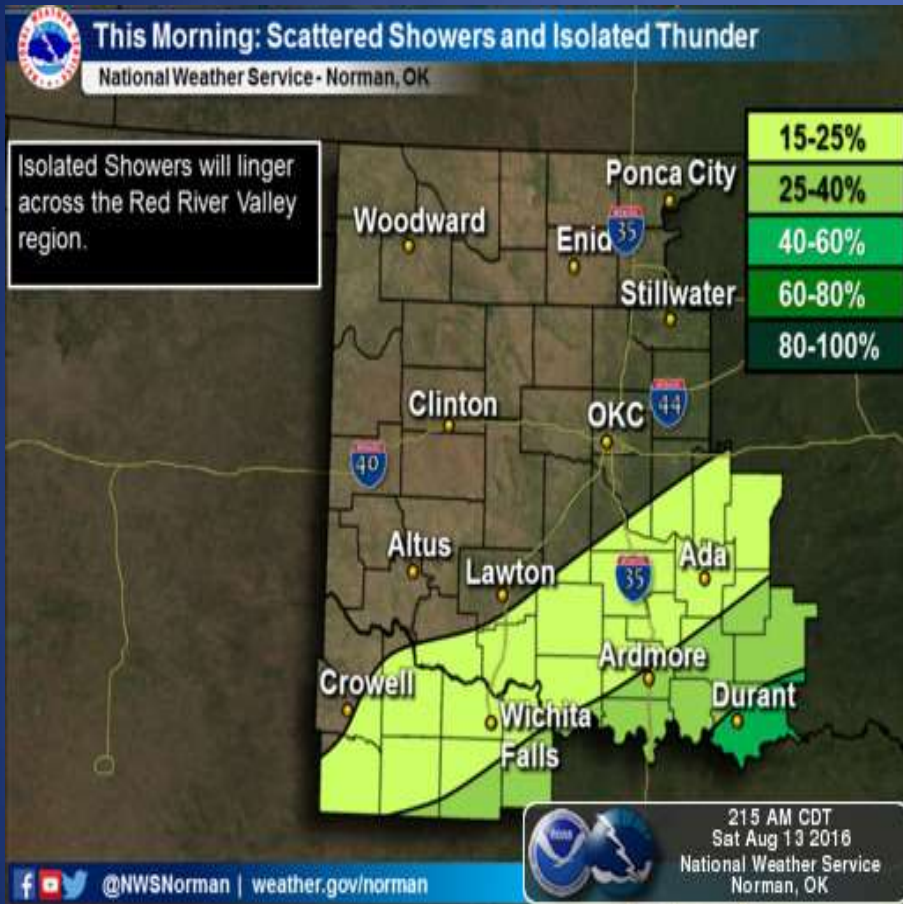 This Morning: Scattered Showers and Isolated Thunder
National Weather Service - Norman, OK
Isolated Showers will linger
across the Red River Valley
region.
15-25%
25-40%
40-60%
60-80%
80-100%
Ponca City
Woodward
Enid
35
Stillwater
Clinton
OKC
44
40
Altus
Lawton
35
Ada
Crowell
Ardmore
Durant
Wichita
Falls
215 AM CDT
Sat Aug 13 2016
National Weather Service
Norman, OK
@NWSNorman | weather.gov/norman